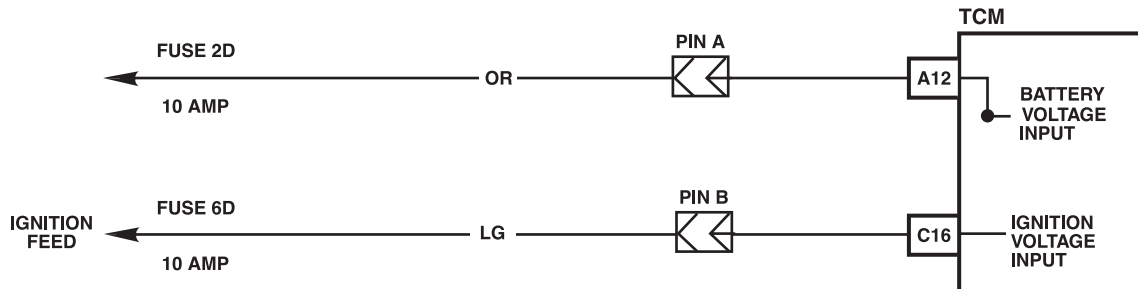 TCM
FUSE 2D
PIN A
OR
A12
10 AMP
BATTERY
VOLTAGE
INPUT
FUSE 6D
PIN B
IGNITION
FEED
LG
C16
10 AMP
IGNITION
VOLTAGE
INPUT